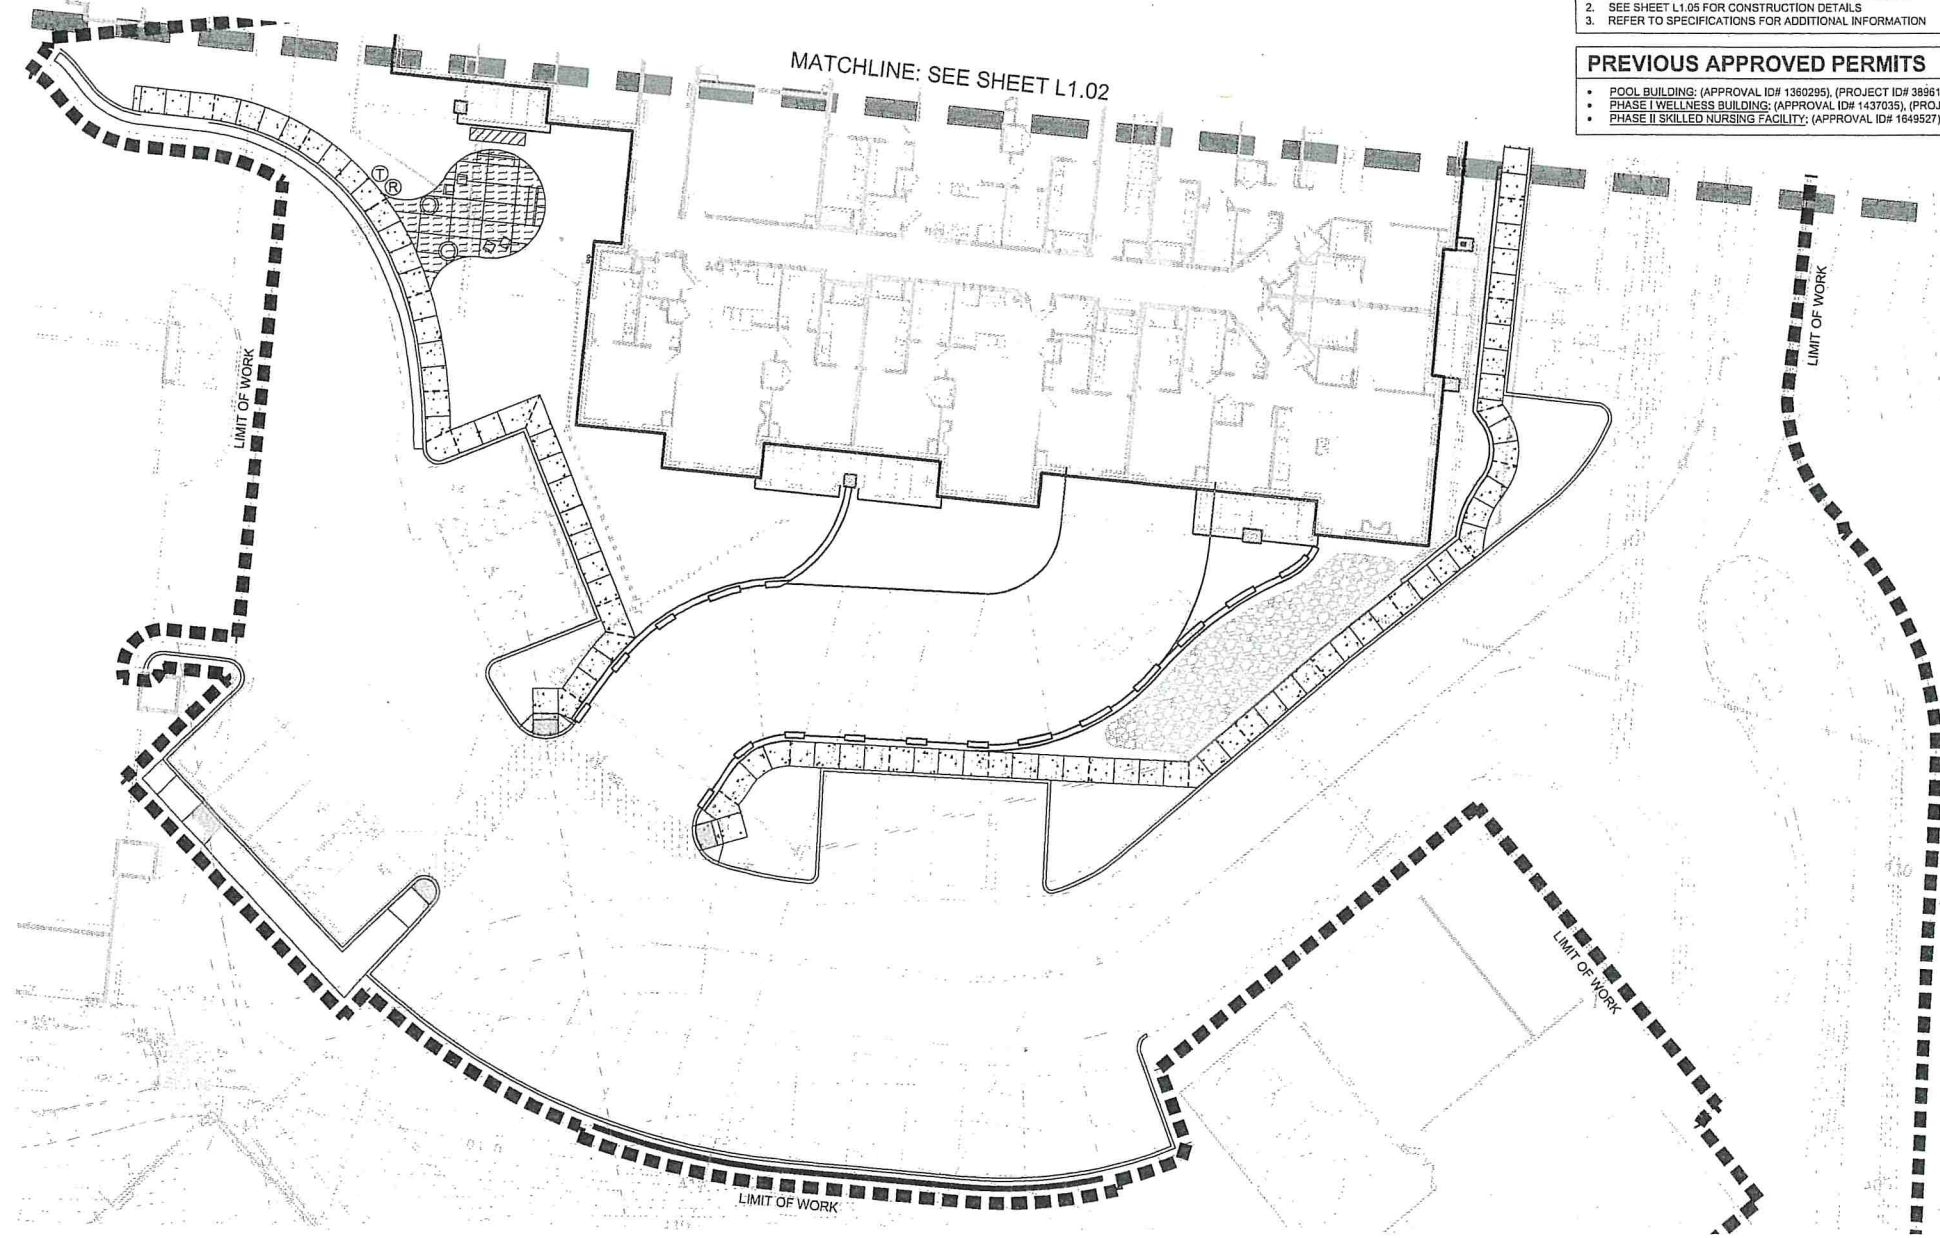 2. SEE SHEET L1.05 FOR CONSTRUCTION DETAILS
3. REFER TO SPECIFICATIONS FOR ADDITIONAL INFORMATION
PREVIOUS APPROVED PERMITS
• POOL BUILDING: (APPROVAL ID# 1360295), (PROJECT ID# 38961
• PHASE I WELLNESS BUILDING: (APPROVAL ID# 1437035), (PROJ
• PHASE II SKILLED NURSING FACILITY: (APPROVAL ID# 1649527)
MATCHLINE: SEE SHEET L1.02
T
R
LIMIT OF WORK
LIMIT OF WORK
LIMIT OF WORK
LIMIT OF WORK